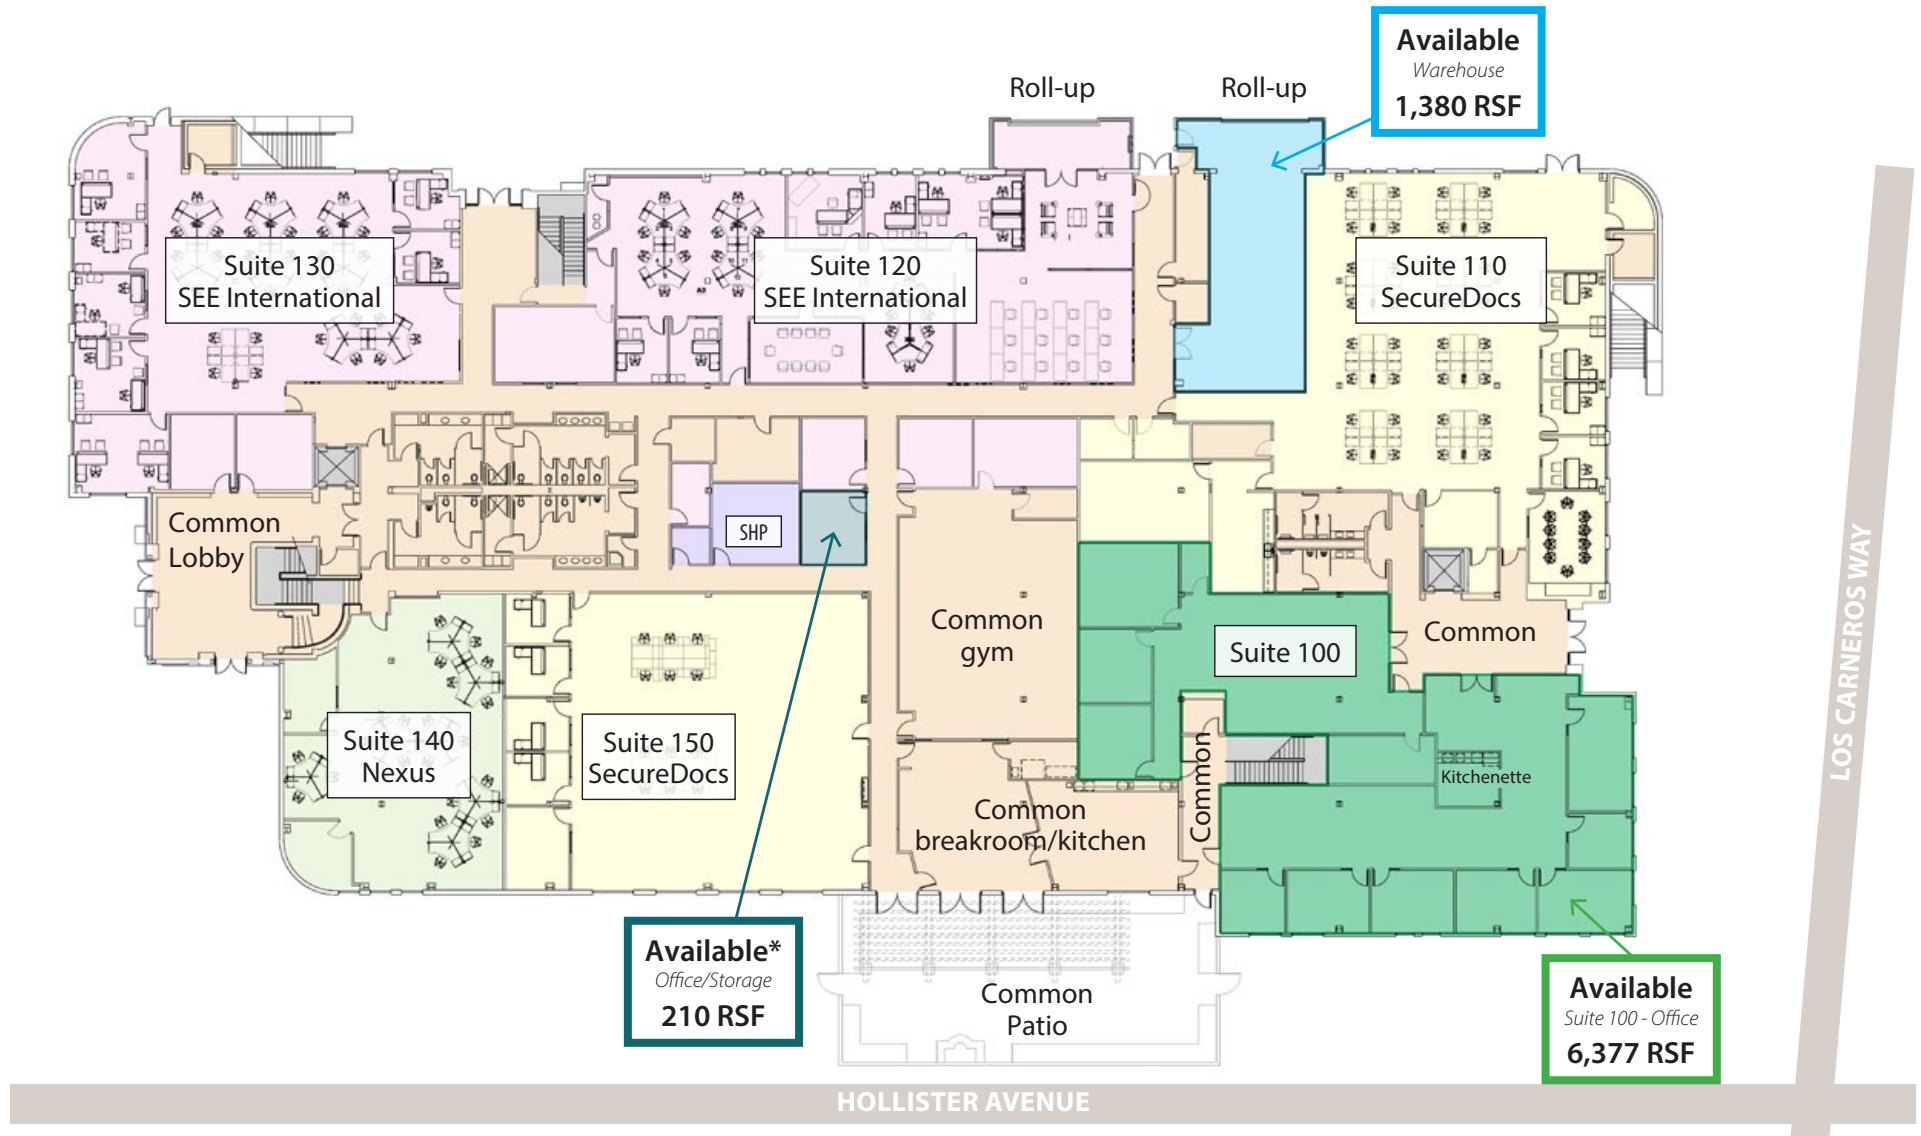 Available
Warehouse
1,380 RSF
Roll-up
Roll-up
Suite 130
SEE International
Suite 120
SEE International
Suite 110
SecureDocs
Common
Lobby
SHP
Common
gym
Suite 100
Common
Suite 140
Nexus
Suite 150
SecureDocs
Common
breakroom/kitchen
Common
Kitchenette
LOS CARNEROS WAY
Available*
Office/Storage
210 RSF
Common
Patio
Available
Suite 100 - Office
6,377 RSF
HOLLISTER AVENUE